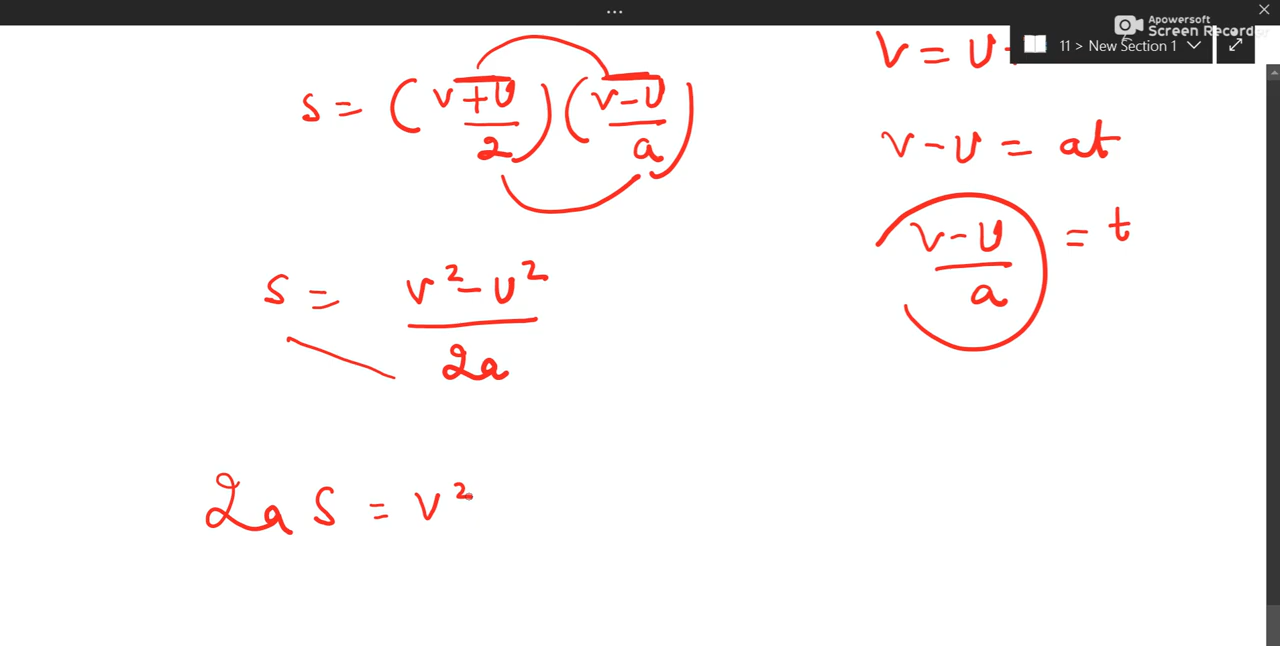 ...
Apowersoft
Screen Recorder
11 > New Section 1
v = u
s = (v+u/2)(v-u/a)
v - u = at
v-u/a = t
s = v²-u²/2a
2as = v²